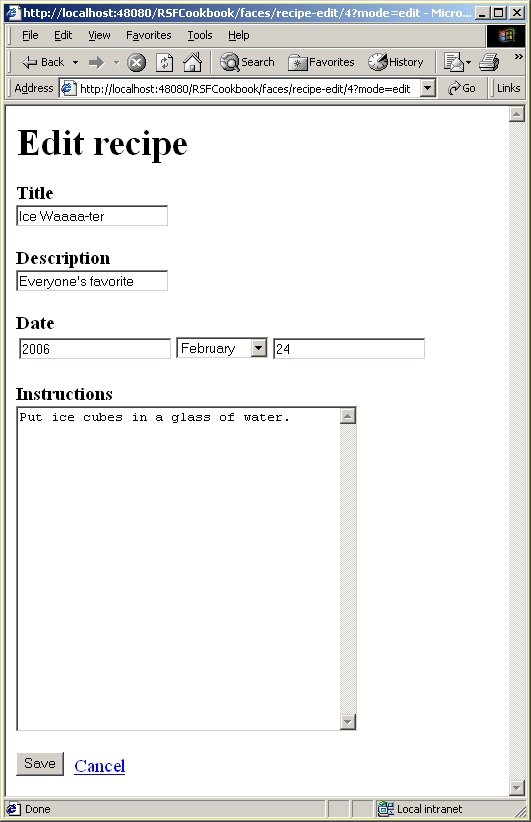 http://localhost:48080/RSFCookbook/faces/recipe-edit/4?mode=edit - Micro...
File Edit View Favorites Tools Help
Back Search Favorites History »
Address http://localhost:48080/RSFCookbook/faces/recipe-edit/4?mode=edit Go Links
Edit recipe
Title
Ice Waaaa-ter
Description
Everyone's favorite
Date
2006 February 24
Instructions
Put ice cubes in a glass of water.
Save Cancel
Done Local intranet